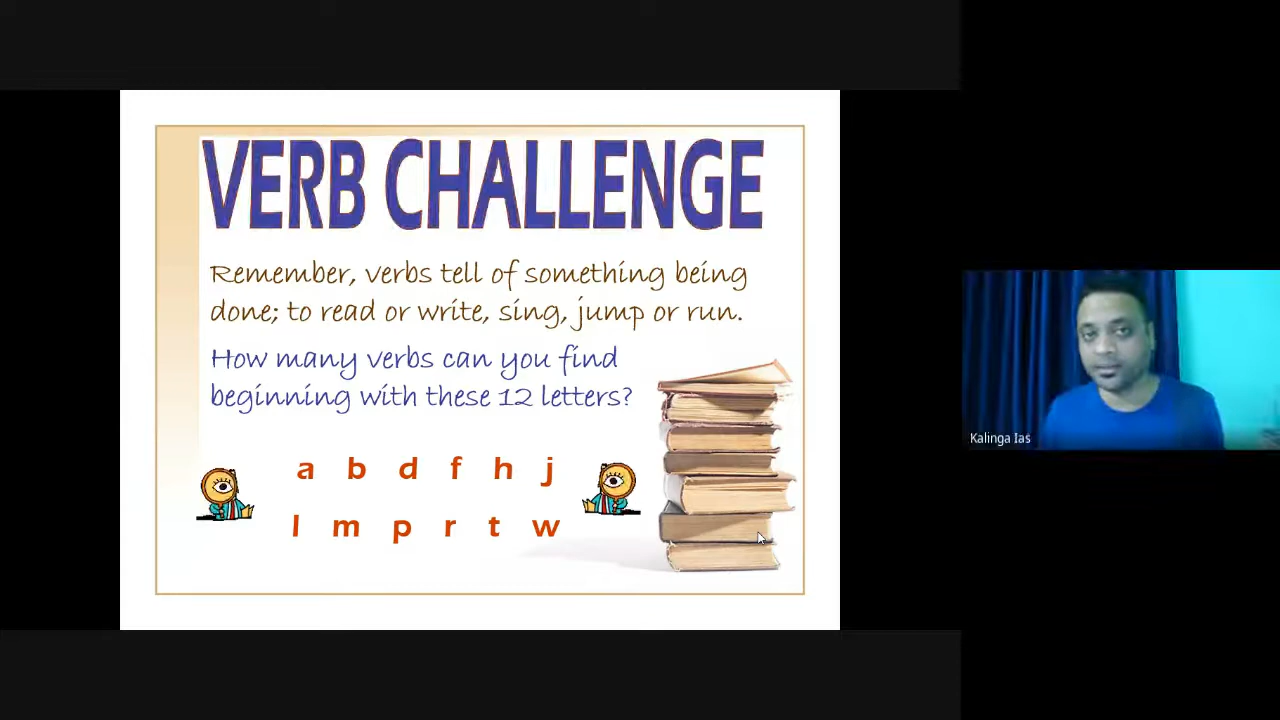 VERB CHALLENGE
Remember, verbs tell of something being
done; to read or write, sing, jump or run.
How many verbs can you find
beginning with these 12 letters?
a b d f h j
l m p r t w
Kalinga Ias